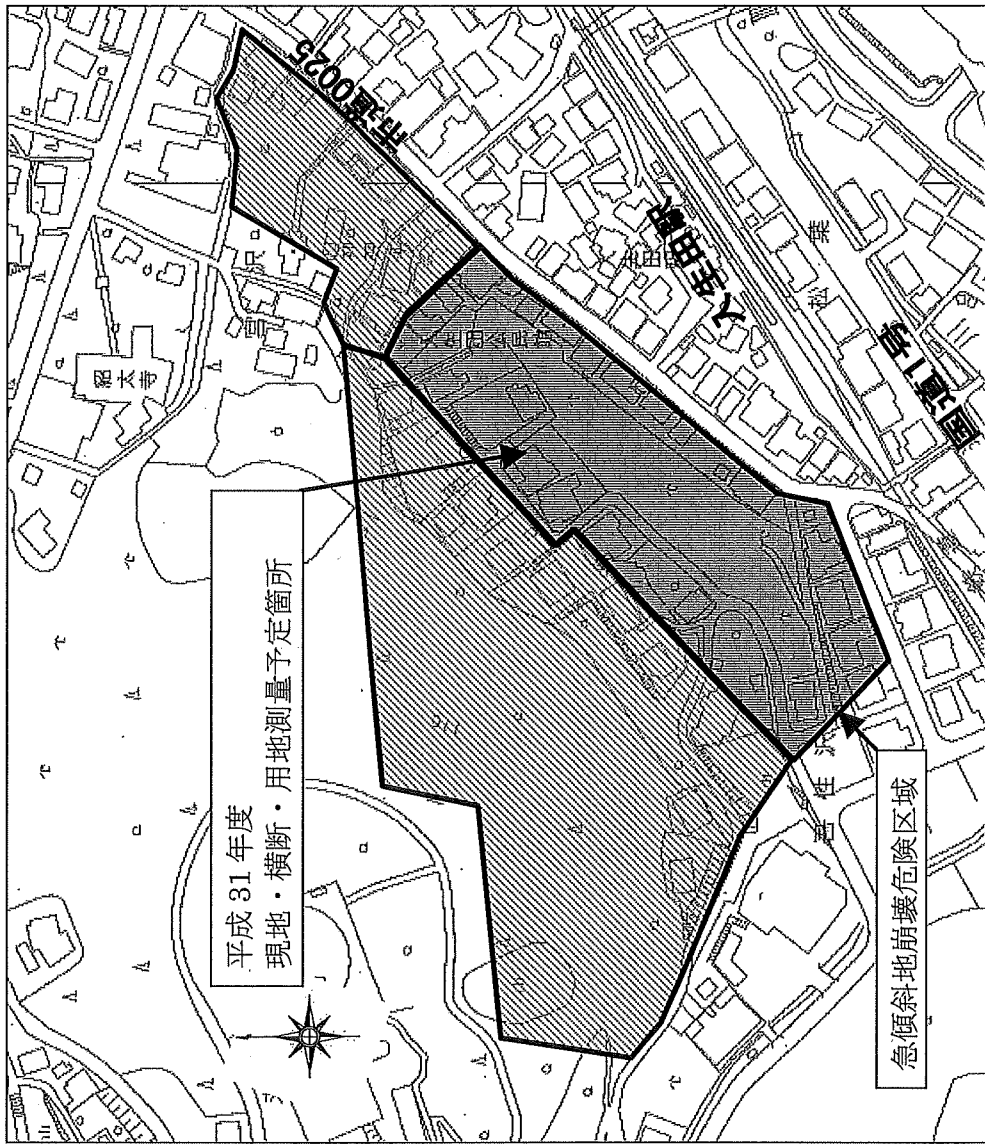 平成 31 年度
現地・横断・用地測量予定箇所
急傾斜地崩壊危険区域
市道0025
入生田駅
国道1号
紹太寺